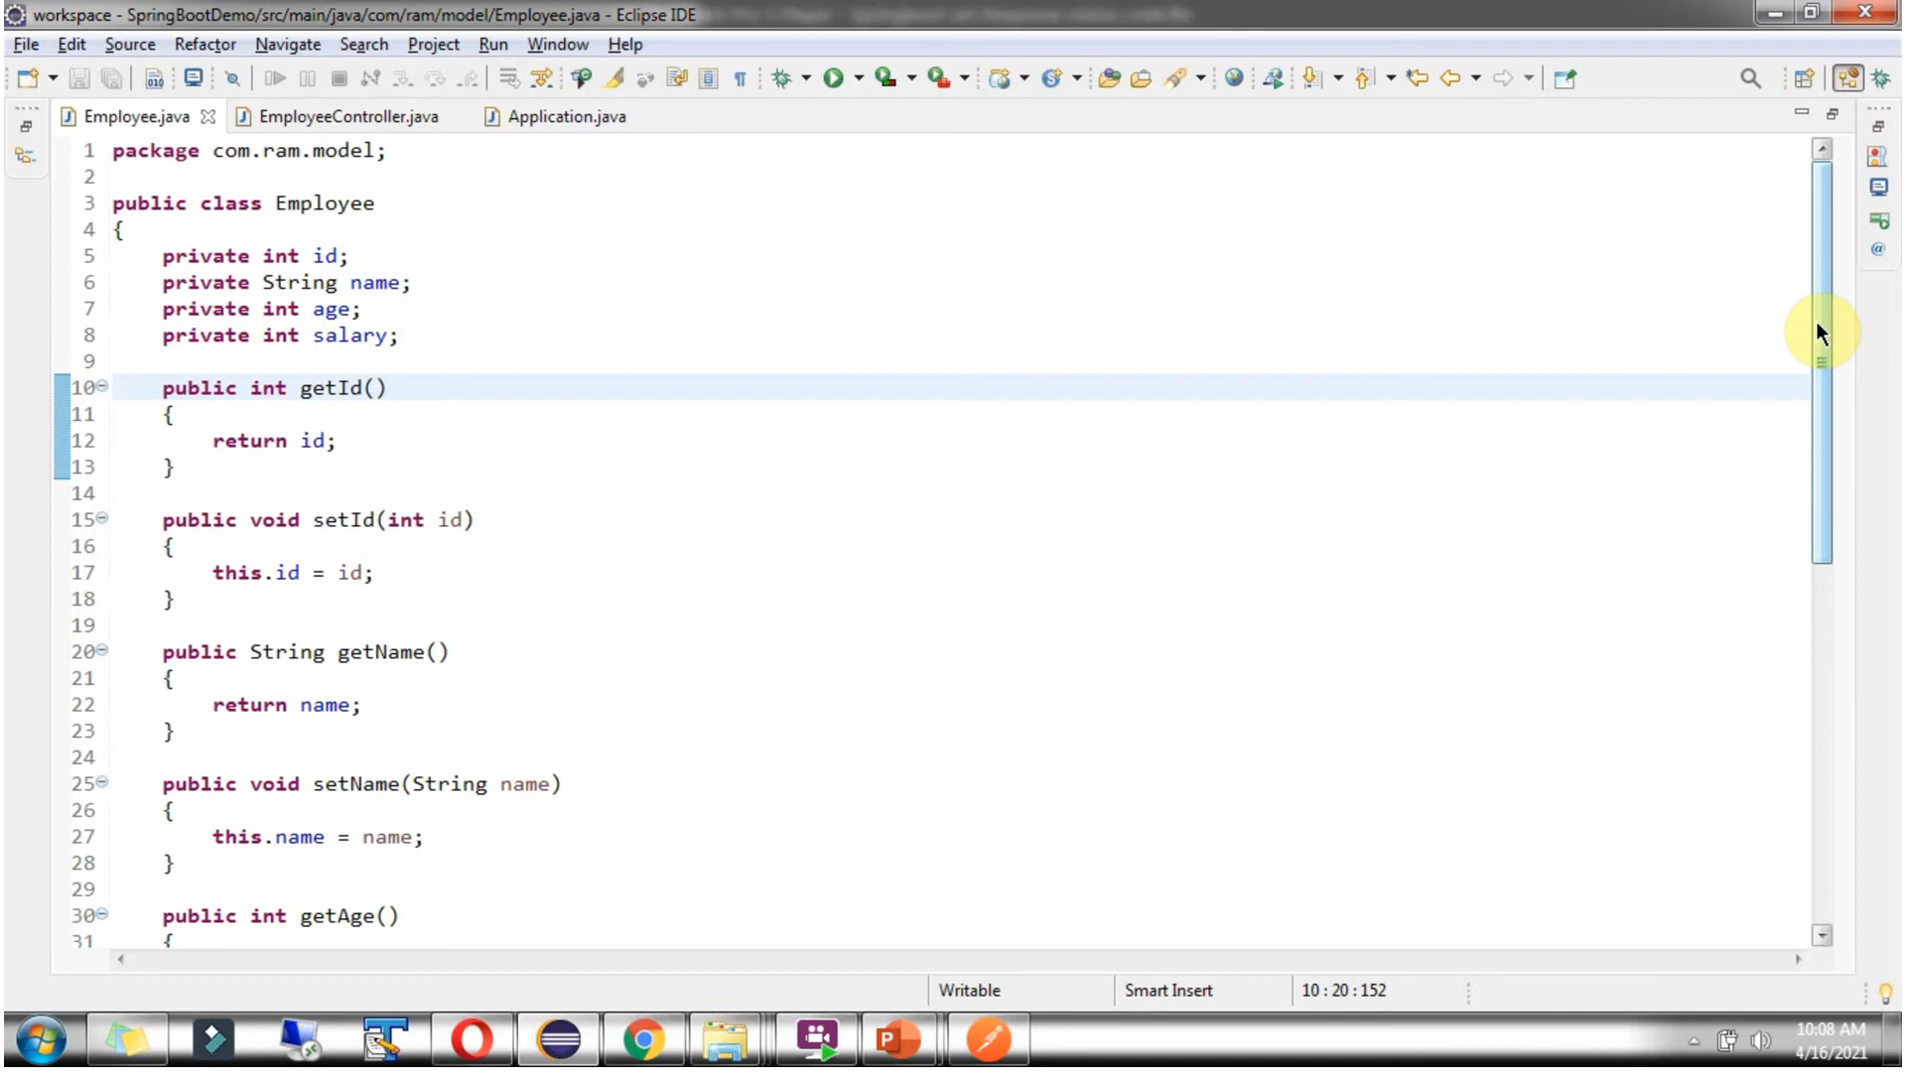 workspace - SpringBootDemo/src/main/java/com/ram/model/Employee.java - Eclipse IDE
File Edit Source Refactor Navigate Search Project Run Window Help
Employee.java EmployeeController.java Application.java
1 package com.ram.model;
2
3 public class Employee
4 {
5 private int id;
6 private String name;
7 private int age;
8 private int salary;
9
10 public int getId()
11 {
12 return id;
13 }
14
15 public void setId(int id)
16 {
17 this.id = id;
18 }
19
20 public String getName()
21 {
22 return name;
23 }
24
25 public void setName(String name)
26 {
27 this.name = name;
28 }
29
30 public int getAge()
31 {
Writable Smart Insert 10 : 20 : 152
10:08 AM
4/16/2021